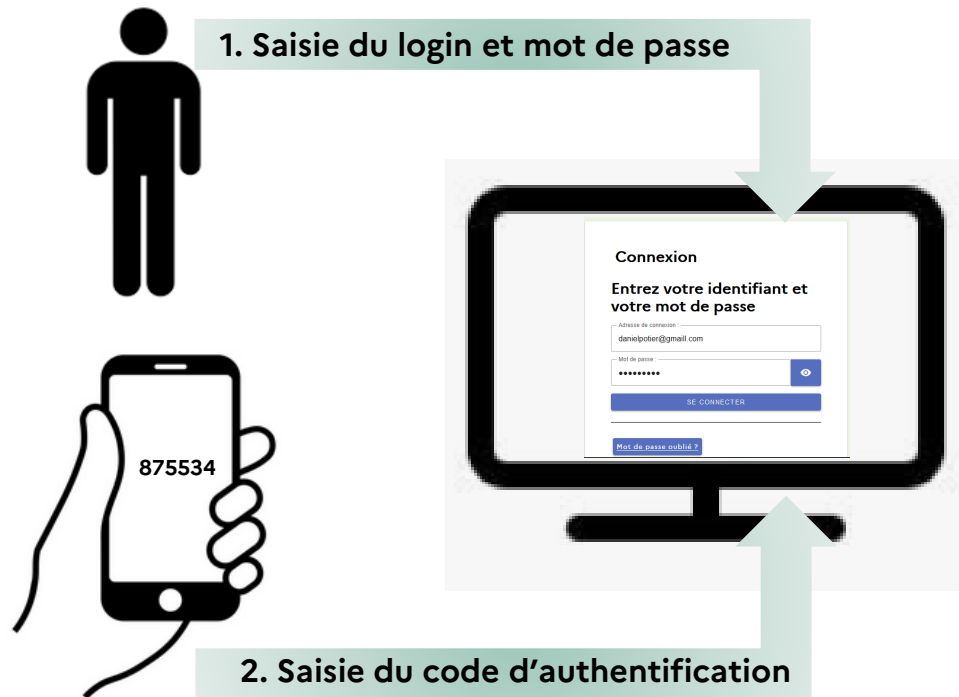 1. Saisie du login et mot de passe
Connexion
Entrez votre identifiant et
votre mot de passe
Adresse de connexion :
danielpotier@gmaill.com
Mot de passe :
•••••••••
SE CONNECTER
Mot de passe oublié ?
875534
2. Saisie du code d’authentification